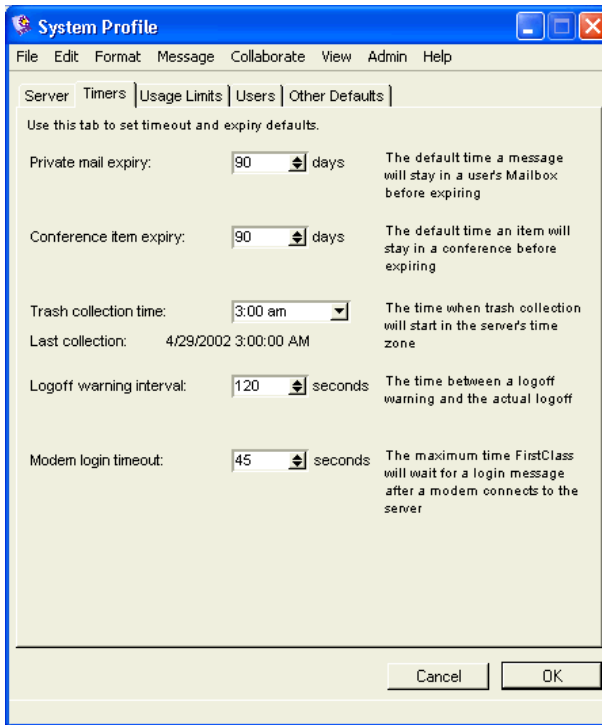 System Profile
File Edit Format Message Collaborate View Admin Help
Server Timers Usage Limits Users Other Defaults
Use this tab to set timeout and expiry defaults.
Private mail expiry: 90 days
The default time a message
will stay in a user's Mailbox
before expiring
Conference item expiry: 90 days
The default time an item will
stay in a conference before
expiring
Trash collection time: 3:00 am
The time when trash collection
will start in the server's time
zone
Last collection: 4/29/2002 3:00:00 AM
Logoff warning interval: 120 seconds
The time between a logoff
warning and the actual logoff
Modem login timeout: 45 seconds
The maximum time FirstClass
will wait for a login message
after a modem connects to the
server
Cancel OK